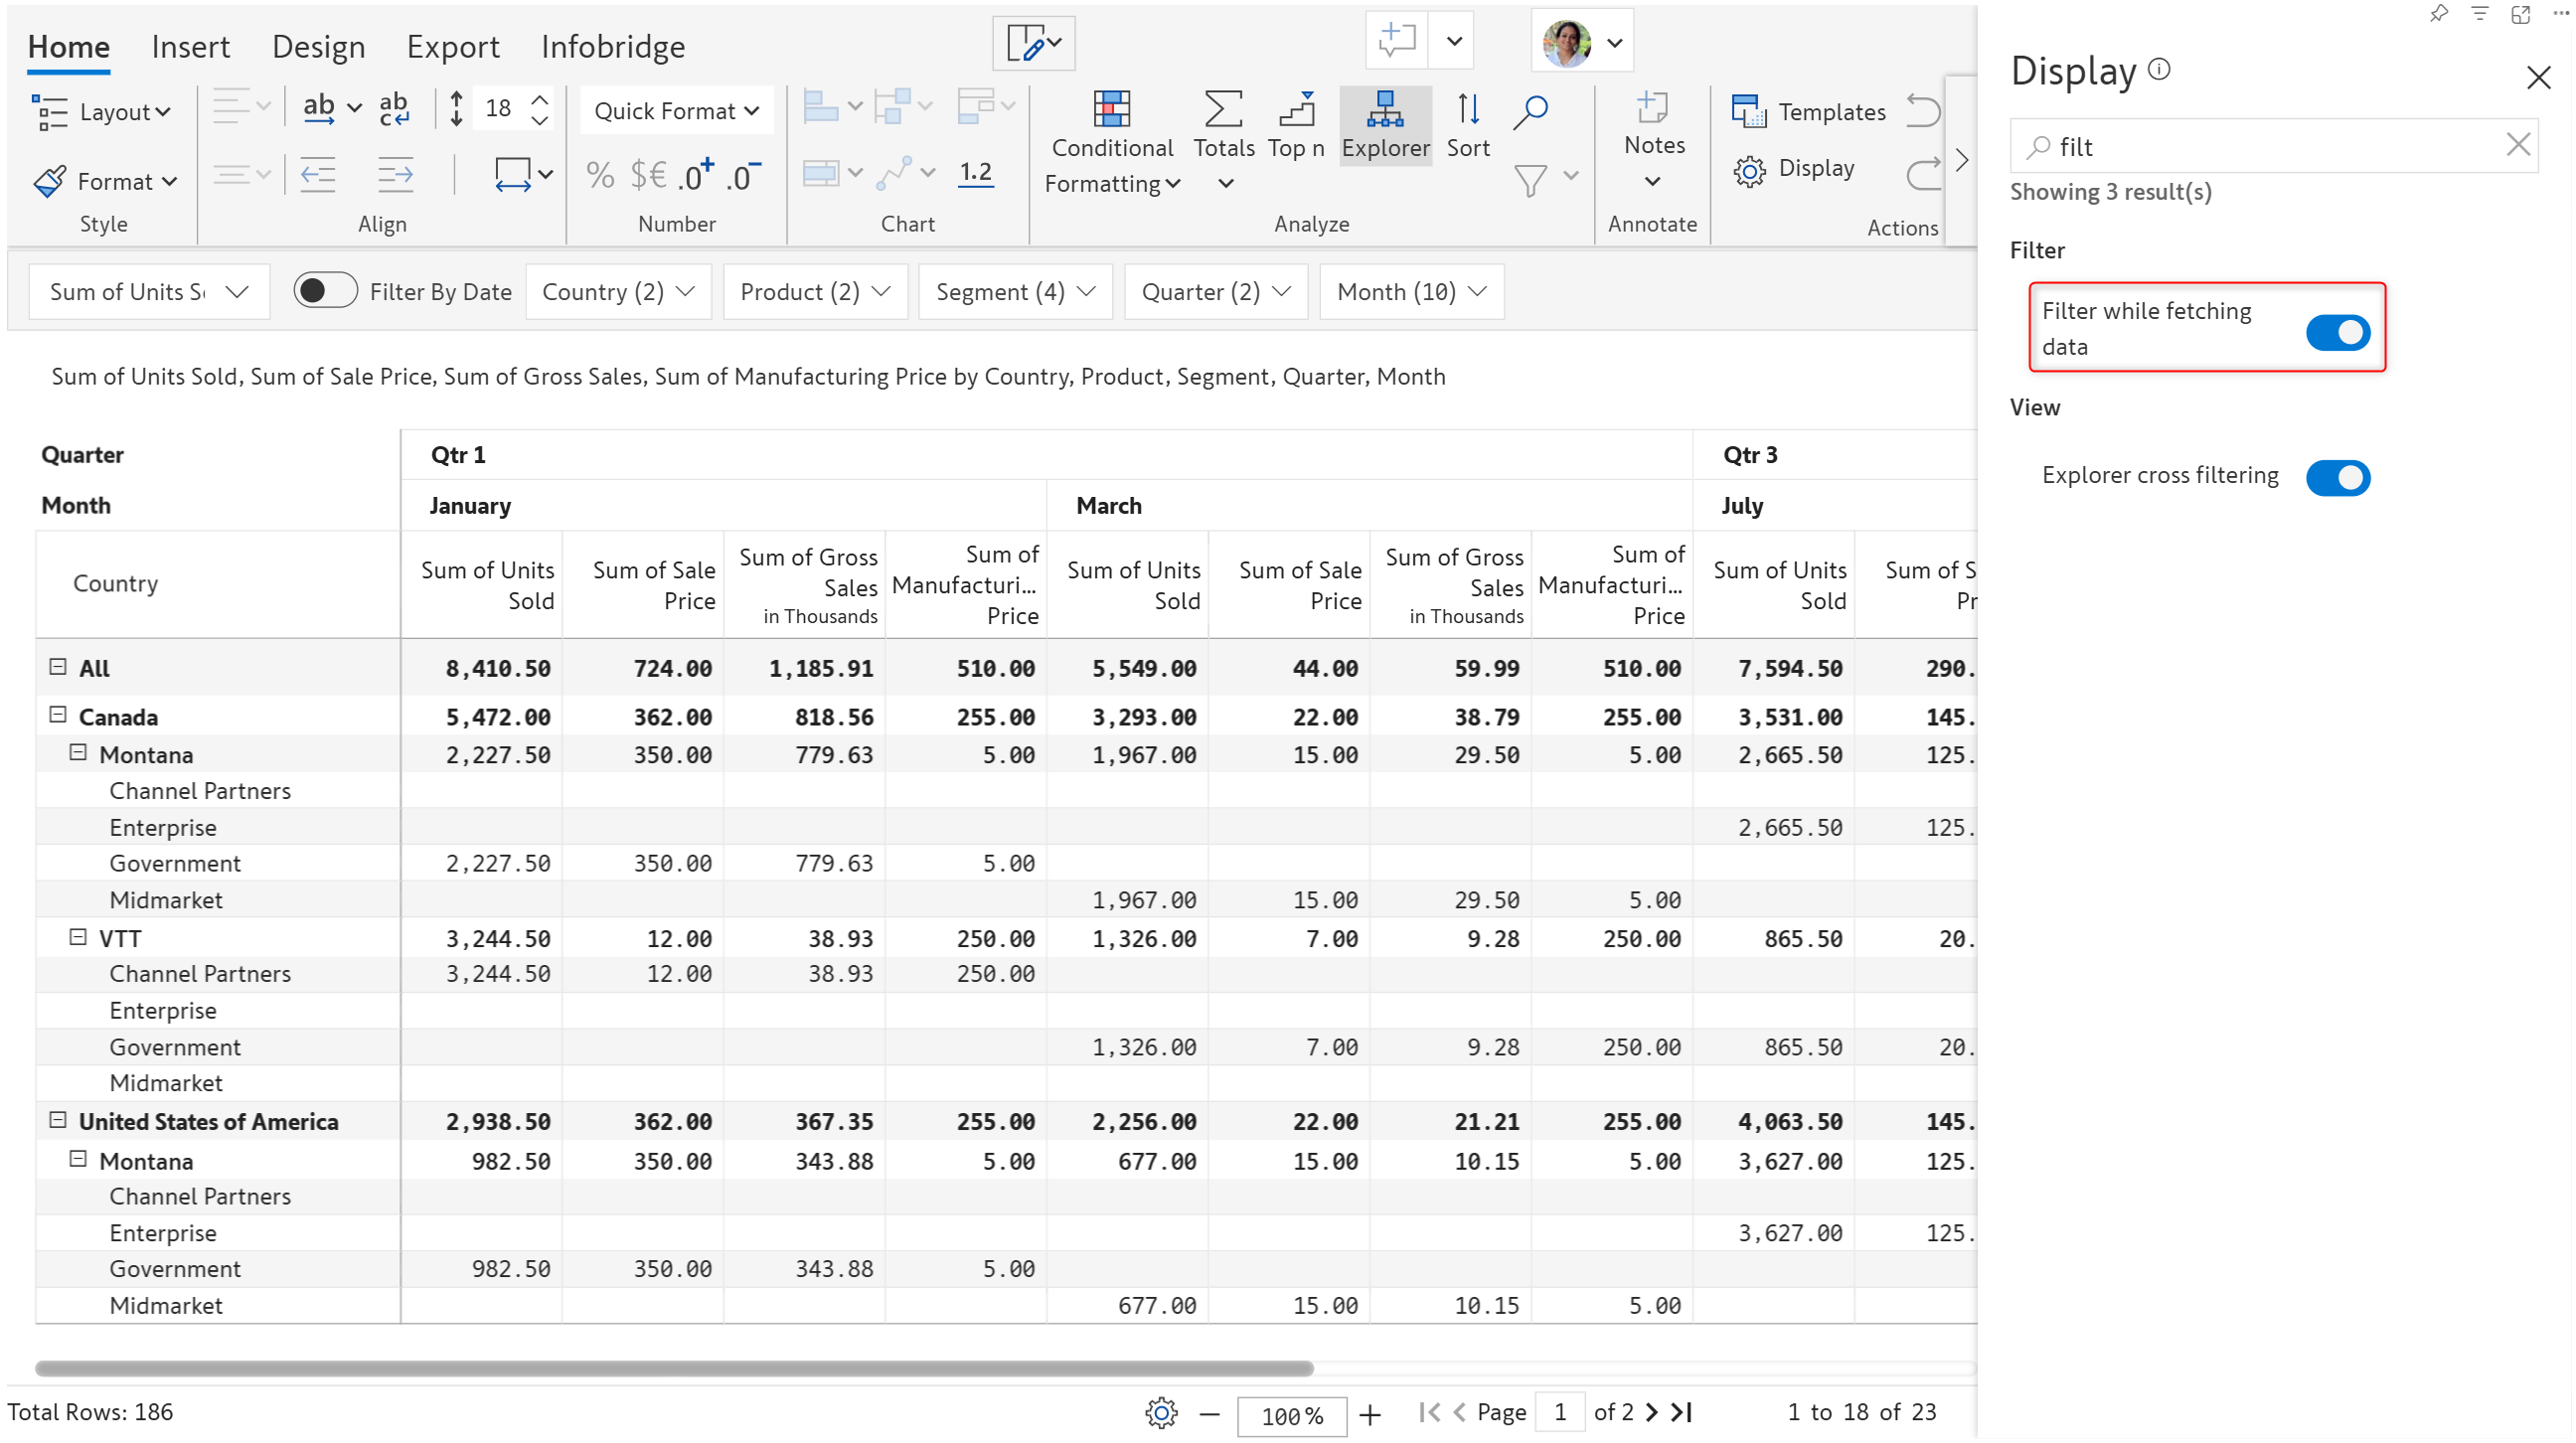 Home Insert Design Export Infobridge
Layout
ab
ab
c
18
Quick Format
Conditional
Formatting
Totals
Top n
Explorer
Sort
Notes
Templates
Format
% $€ .0+ .0−
1.2
Display
Style
Align
Number
Chart
Analyze
Annotate
Actions
Sum of Units S
Filter By Date
Country (2)
Product (2)
Segment (4)
Quarter (2)
Month (10)
Sum of Units Sold, Sum of Sale Price, Sum of Gross Sales, Sum of Manufacturing Price by Country, Product, Segment, Quarter, Month
Quarter Qtr 1 Qtr 3
Month January March July
Country
Sum of Units
Sold
Sum of Sale
Price
Sum of Gross
Sales
in Thousands
Sum of
Manufacturi...
Price
Sum of Units
Sold
Sum of Sale
Price
Sum of Gross
Sales
in Thousands
Sum of
Manufacturi...
Price
Sum of Units
Sold
Sum of S
Pr
All 8,410.50 724.00 1,185.91 510.00 5,549.00 44.00 59.99 510.00 7,594.50 290.
Canada 5,472.00 362.00 818.56 255.00 3,293.00 22.00 38.79 255.00 3,531.00 145.
Montana 2,227.50 350.00 779.63 5.00 1,967.00 15.00 29.50 5.00 2,665.50 125.
Channel Partners
Enterprise 2,665.50 125.
Government 2,227.50 350.00 779.63 5.00
Midmarket 1,967.00 15.00 29.50 5.00
VTT 3,244.50 12.00 38.93 250.00 1,326.00 7.00 9.28 250.00 865.50 20.
Channel Partners 3,244.50 12.00 38.93 250.00
Enterprise
Government 1,326.00 7.00 9.28 250.00 865.50 20.
Midmarket
United States of America 2,938.50 362.00 367.35 255.00 2,256.00 22.00 21.21 255.00 4,063.50 145.
Montana 982.50 350.00 343.88 5.00 677.00 15.00 10.15 5.00 3,627.00 125.
Channel Partners
Enterprise 3,627.00 125.
Government 982.50 350.00 343.88 5.00
Midmarket 677.00 15.00 10.15 5.00
Total Rows: 186
100%
Page 1 of 2
1 to 18 of 23
Display
filt
Showing 3 result(s)
Filter
Filter while fetching
data
View
Explorer cross filtering